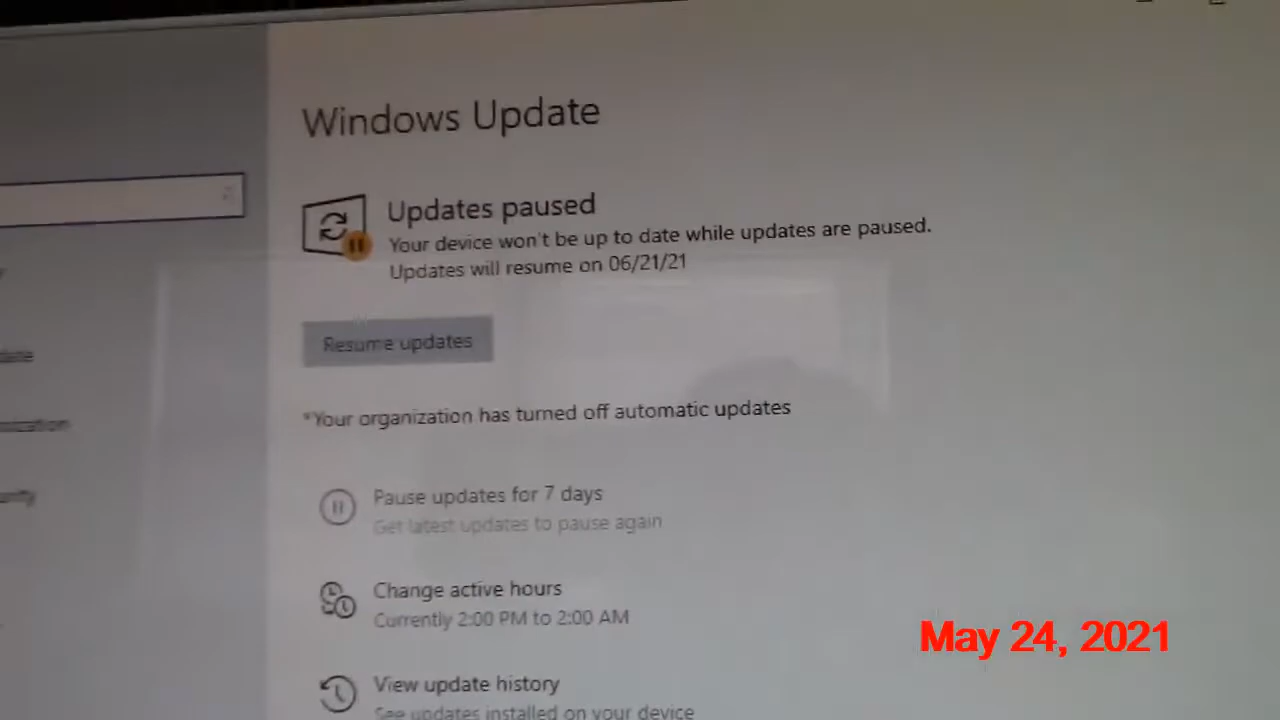 Windows Update
Updates paused
Your device won't be up to date while updates are paused.
Updates will resume on 06/21/21
Resume updates
*Your organization has turned off automatic updates
Pause updates for 7 days
Get latest updates to pause again
Change active hours
Currently 2:00 PM to 2:00 AM
May 24, 2021
View update history
See updates installed on your device